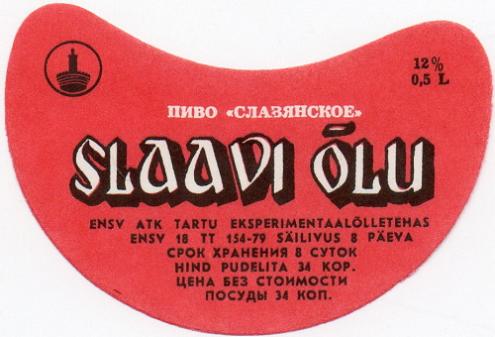 12%
0,5 L
ПИВО «СЛАВЯНСКОЕ»
SLAAVI ÕLU
ENSV ATK TARTU EKSPERIMENTAALÕLLETEHAS
ENSV 18 TT 154-79 SÄILIVUS 8 PÄEVA
СРОК ХРАНЕНИЯ 8 СУТОК
HIND PUDELITA 34 KOP.
ЦЕНА БЕЗ СТОИМОСТИ
ПОСУДЫ 34 КОП.